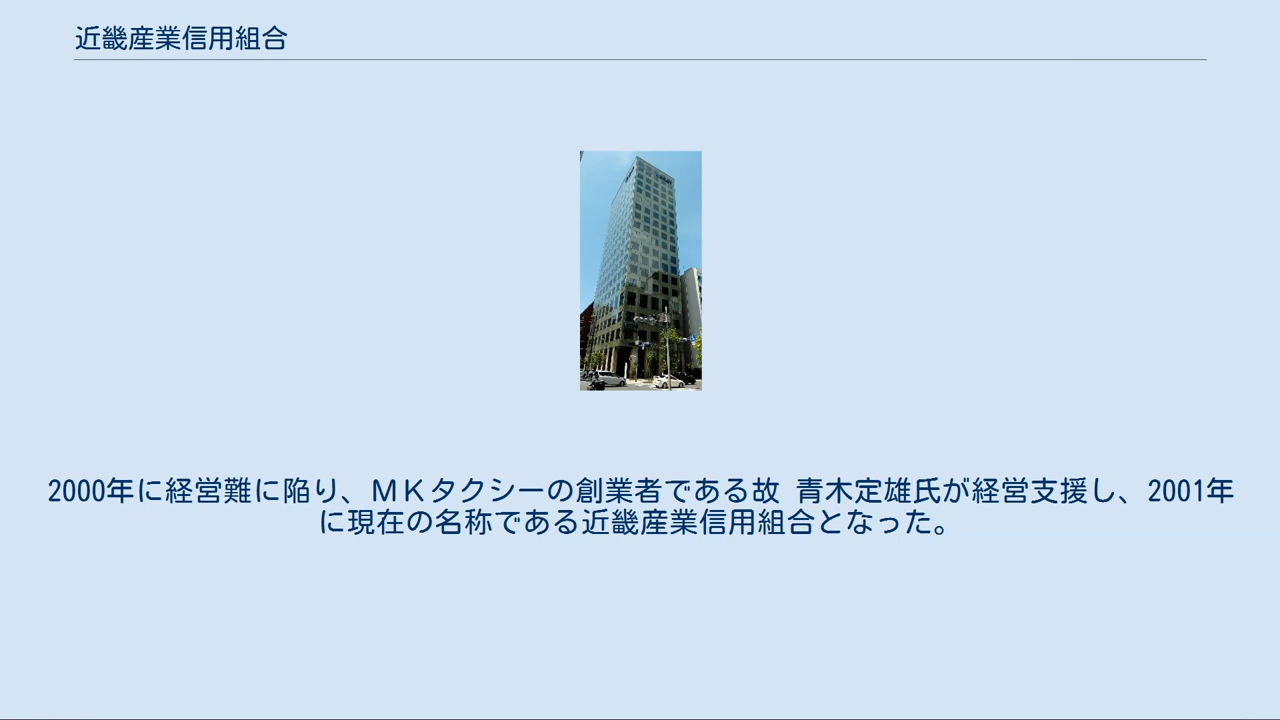 近畿産業信用組合
2000年に経営難に陥り、ＭＫタクシーの創業者である故 青木定雄氏が経営支援し、2001年
に現在の名称である近畿産業信用組合となった。